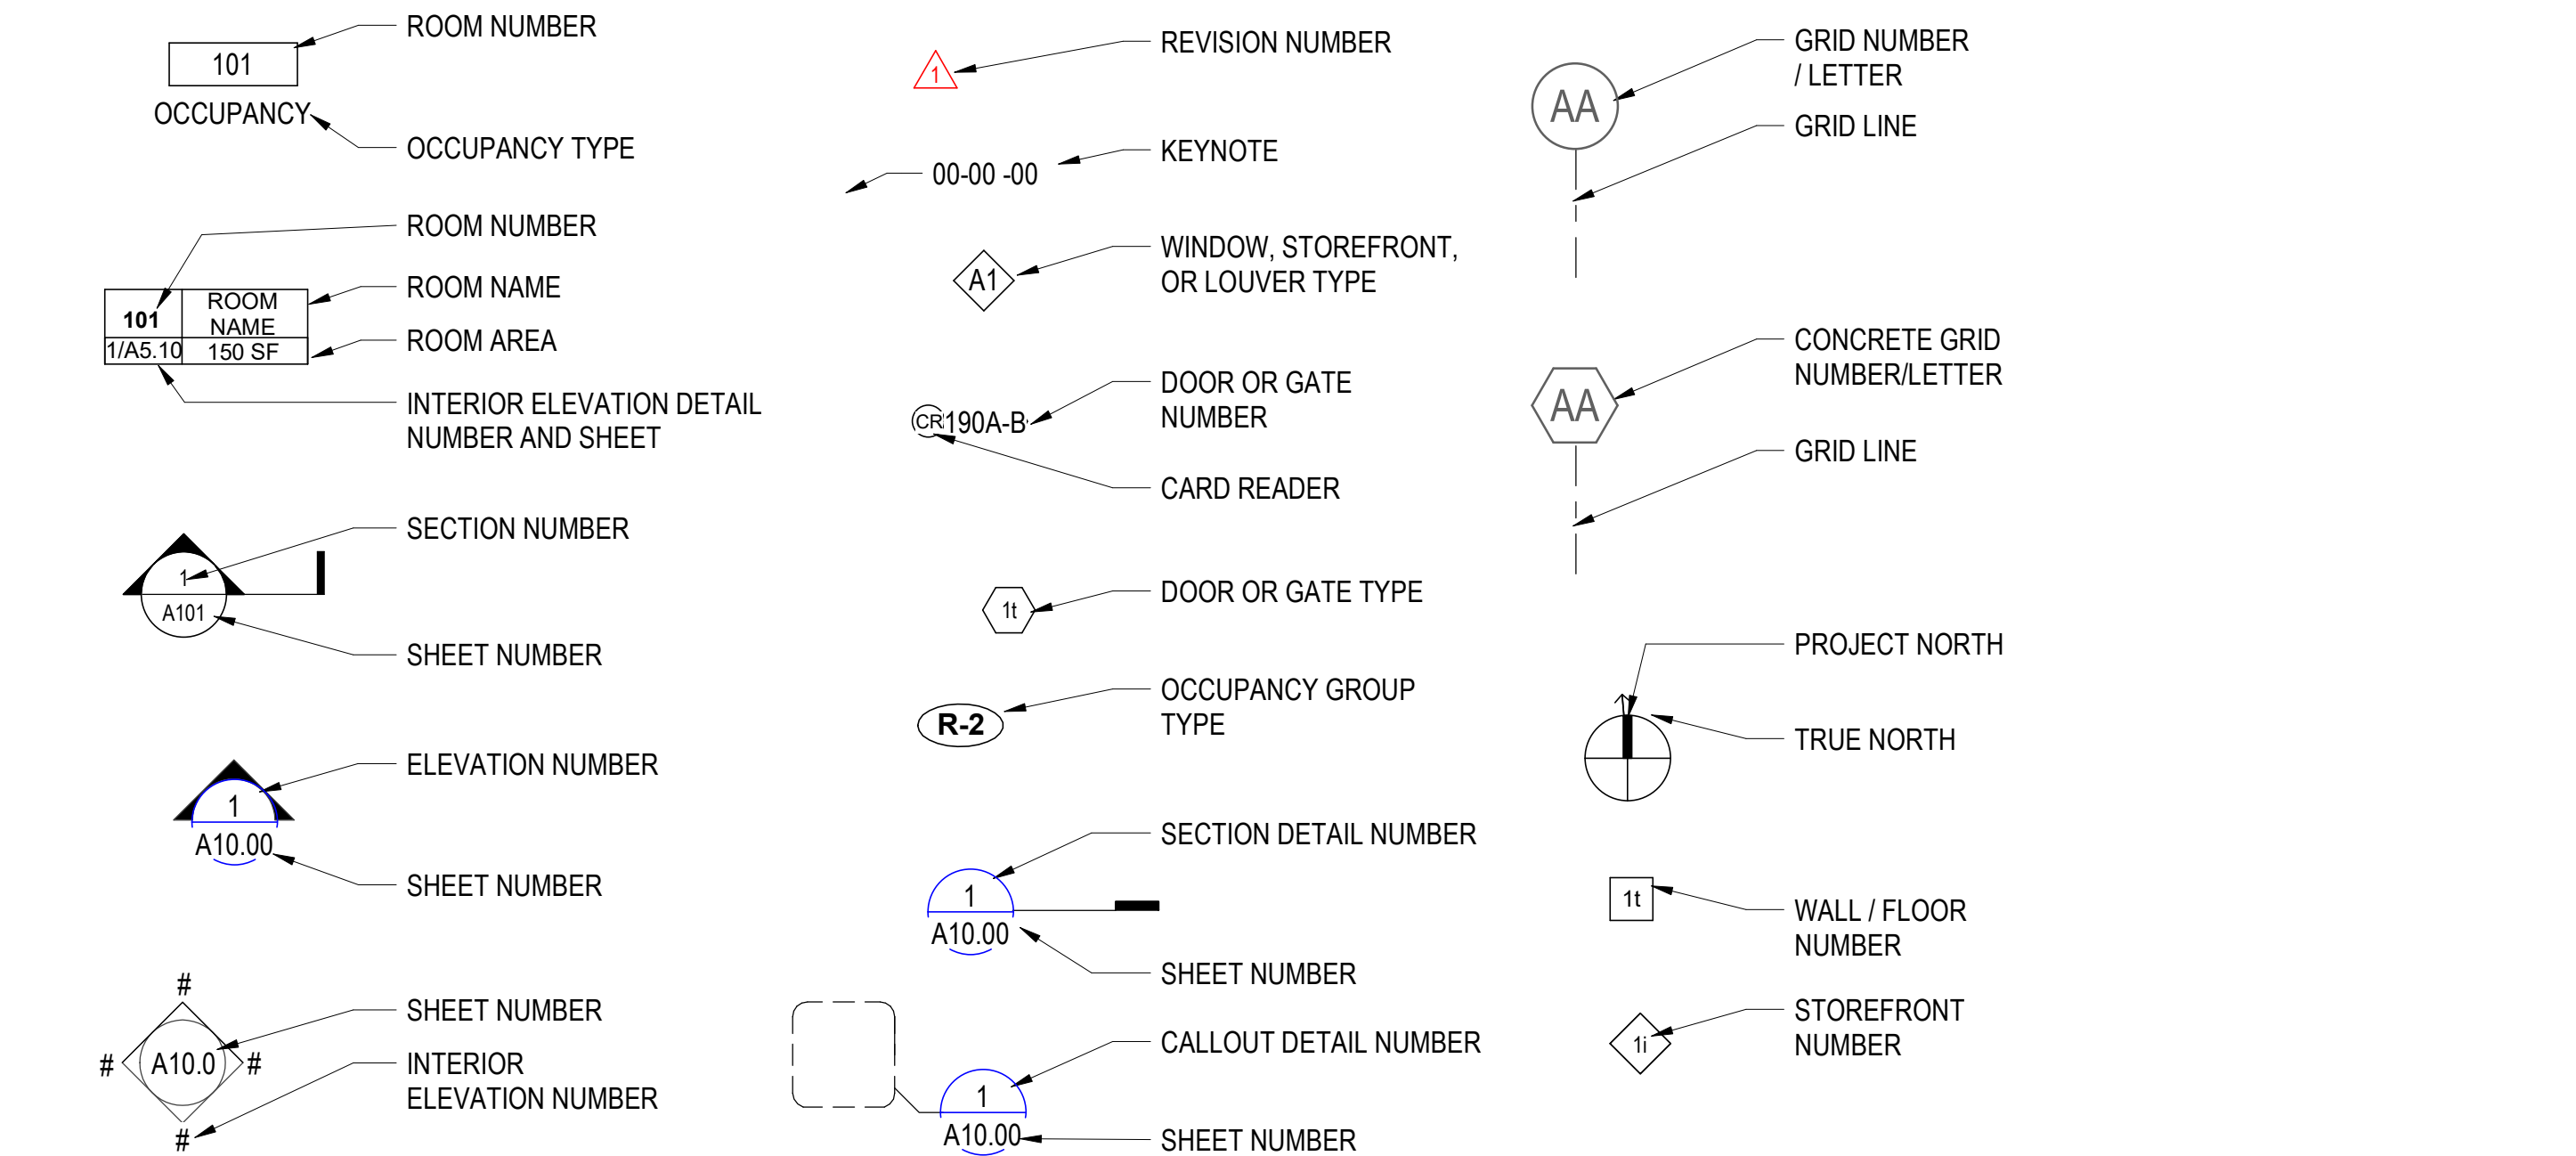 ROOM NUMBER
101
OCCUPANCY
OCCUPANCY TYPE
ROOM NUMBER
ROOM NAME
101
ROOM
NAME
1/A5.10
150 SF
ROOM AREA
INTERIOR ELEVATION DETAIL
NUMBER AND SHEET
SECTION NUMBER
1
A101
SHEET NUMBER
ELEVATION NUMBER
1
A10.00
SHEET NUMBER
#
SHEET NUMBER
# A10.0 #
INTERIOR
ELEVATION NUMBER
#
REVISION NUMBER
1
KEYNOTE
00-00 -00
WINDOW, STOREFRONT,
OR LOUVER TYPE
A1
DOOR OR GATE
NUMBER
CR 190A-B
CARD READER
DOOR OR GATE TYPE
1t
OCCUPANCY GROUP
TYPE
R-2
SECTION DETAIL NUMBER
1
A10.00
SHEET NUMBER
CALLOUT DETAIL NUMBER
1
A10.00
SHEET NUMBER
GRID NUMBER
/ LETTER
AA
GRID LINE
CONCRETE GRID
NUMBER/LETTER
AA
GRID LINE
PROJECT NORTH
TRUE NORTH
1t
WALL / FLOOR
NUMBER
STOREFRONT
NUMBER
1i